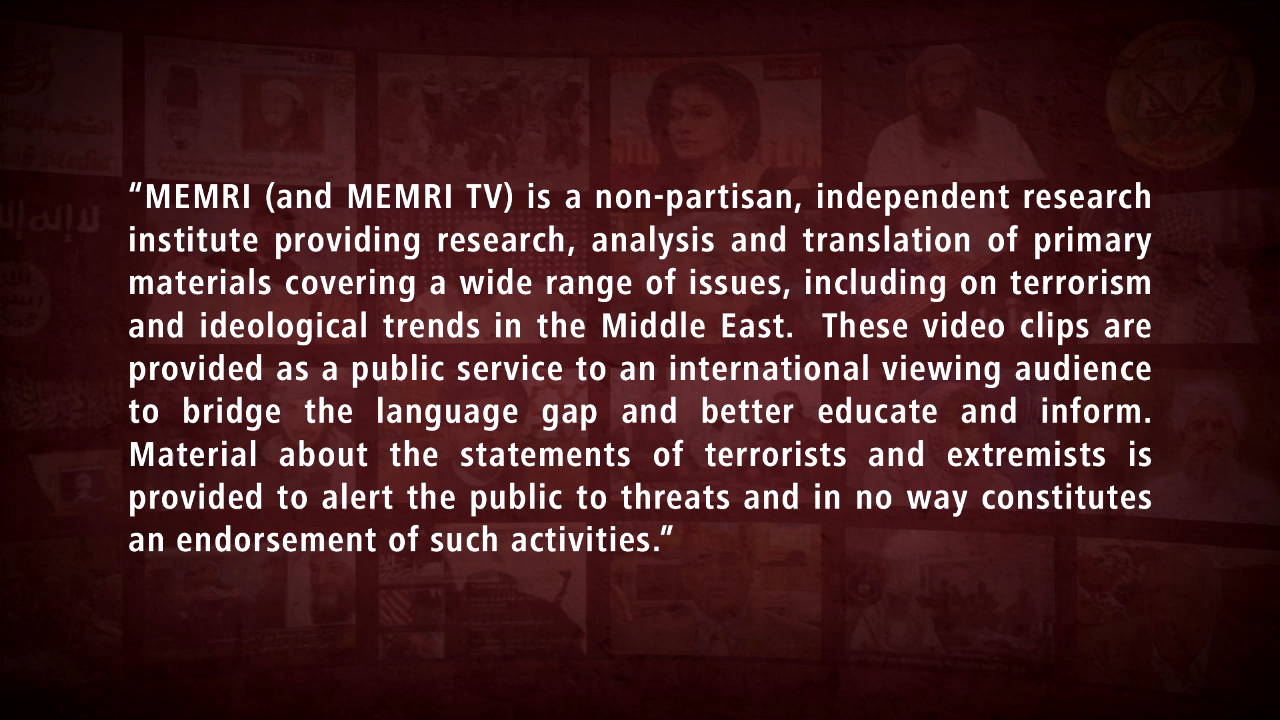 “MEMRI (and MEMRI TV) is a non-partisan, independent research
institute providing research, analysis and translation of primary
materials covering a wide range of issues, including on terrorism
and ideological trends in the Middle East.  These video clips are
provided as a public service to an international viewing audience
to bridge the language gap and better educate and inform.
Material about the statements of terrorists and extremists is
provided to alert the public to threats and in no way constitutes
an endorsement of such activities.”